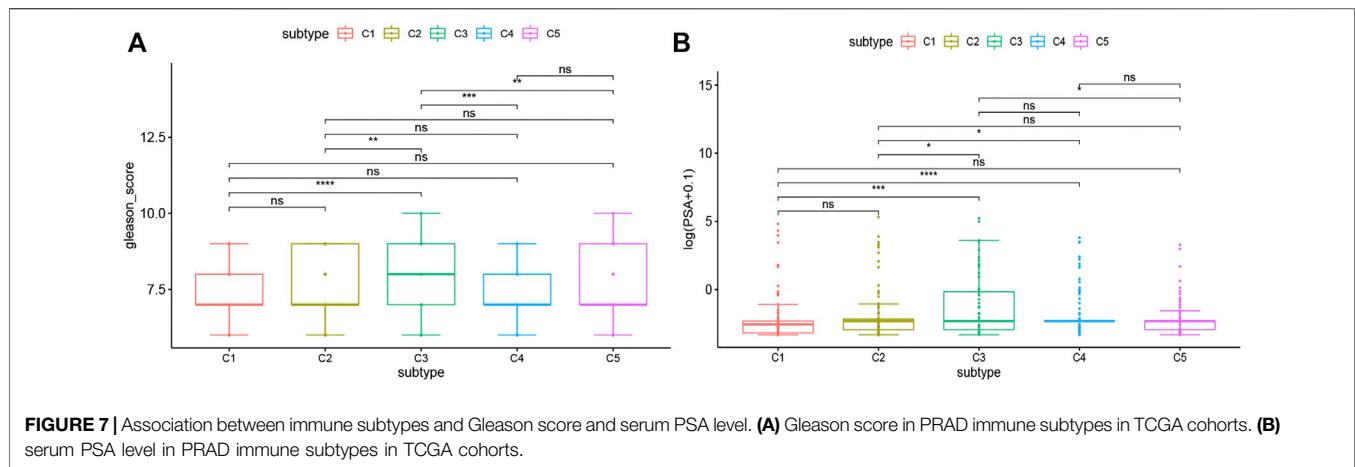 A
subtype C1 C2 C3 C4 C5
ns
**
***
ns
ns
**
ns
ns
****
ns
12.5
10.0
7.5
gleason_score
C1 C2 C3 C4 C5
subtype
B
subtype C1 C2 C3 C4 C5
ns
*
ns
ns
*
*
ns
****
***
ns
15
10
5
0
log(PSA+0.1)
C1 C2 C3 C4 C5
subtype
FIGURE 7 | Association between immune subtypes and Gleason score and serum PSA level. (A) Gleason score in PRAD immune subtypes in TCGA cohorts. (B)
serum PSA level in PRAD immune subtypes in TCGA cohorts.